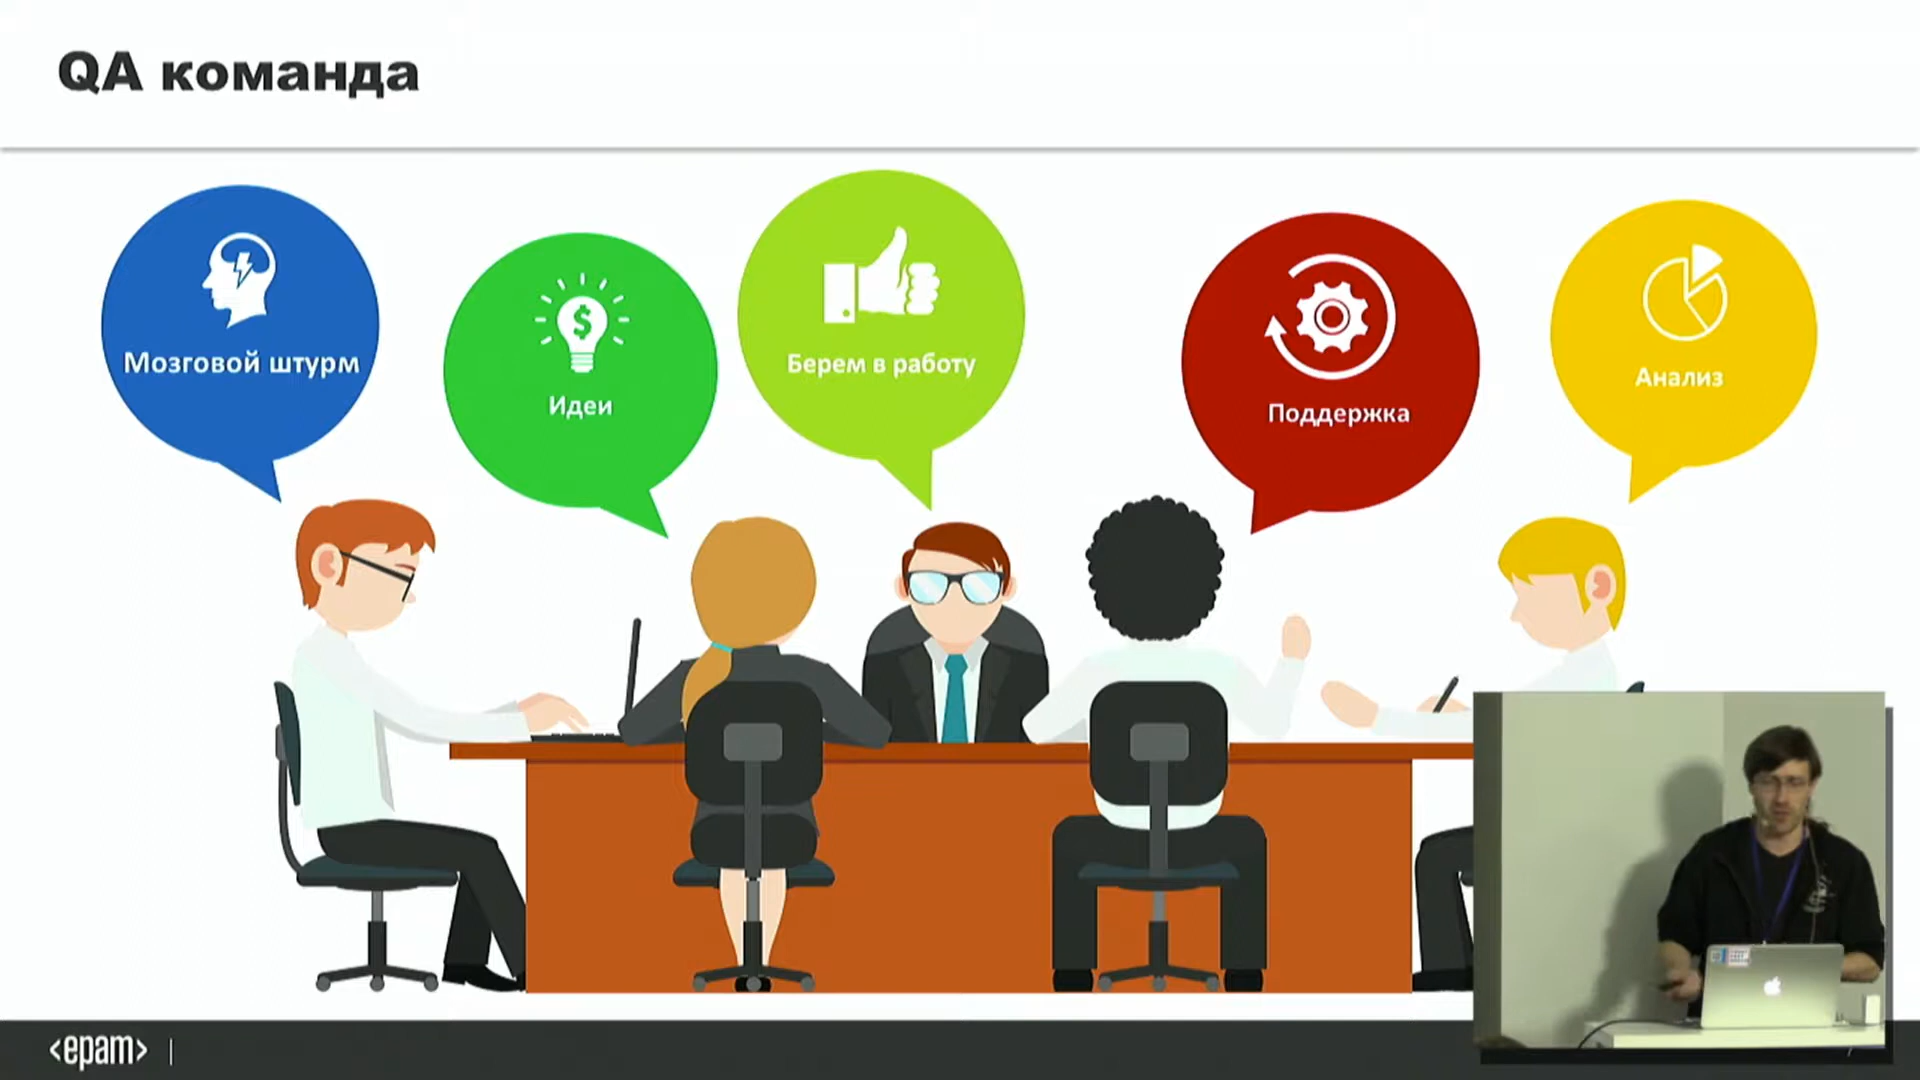 QA команда
Мозговой штурм
Идеи
Берем в работу
Поддержка
Анализ
<epam>